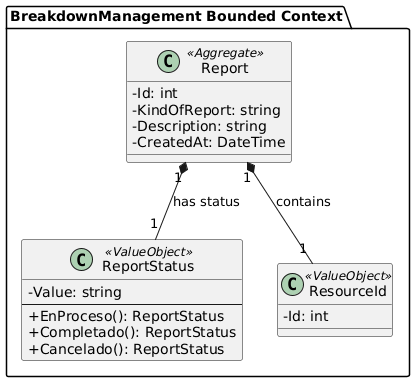 BreakdownManagement Bounded Context
C
«Aggregate»
Report
-Id: int
-KindOfReport: string
-Description: string
-CreatedAt: DateTime
1
1
has status
contains
1
1
C
«ValueObject»
ReportStatus
-Value: string
+EnProceso(): ReportStatus
+Completado(): ReportStatus
+Cancelado(): ReportStatus
C
«ValueObject»
ResourceId
-Id: int